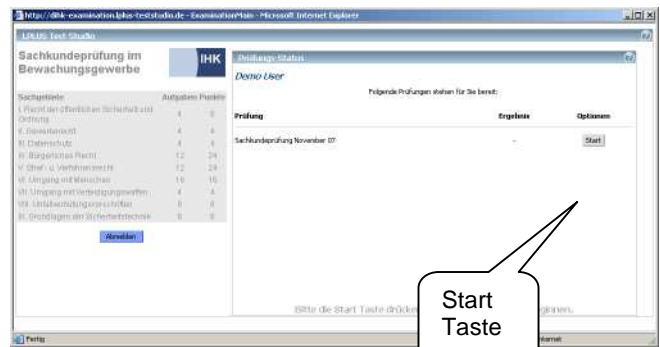 http://dihk-examination.lplus-teststudio.de - ExaminationMain - Microsoft Internet Explorer
LPLUS Test Studio
Sachkundeprüfung im
Bewachungsgewerbe
IHK
Sachgebiete Aufgaben Punkte
I. Recht der öffentlichen Sicherheit und
Ordnung 4 8
II. Gewerberecht 4 4
III. Datenschutz 4 4
IV. Bürgerliches Recht 12 24
V. Straf- u. Verfahrensrecht 12 24
VI. Umgang mit Menschen 16 16
VII. Umgang mit Verteidigungswaffen 4 4
VIII. Unfallverhütungsvorschriften 8 8
IX. Grundlagen der Sicherheitstechnik 8 8
Abmelden
Prüfungs-Status
Demo User
Folgende Prüfungen stehen für Sie bereit:
Prüfung Ergebnis Optionen
Sachkundeprüfung November 07 - Start
Bitte die Start Taste drücken
Start
Taste
Fertig